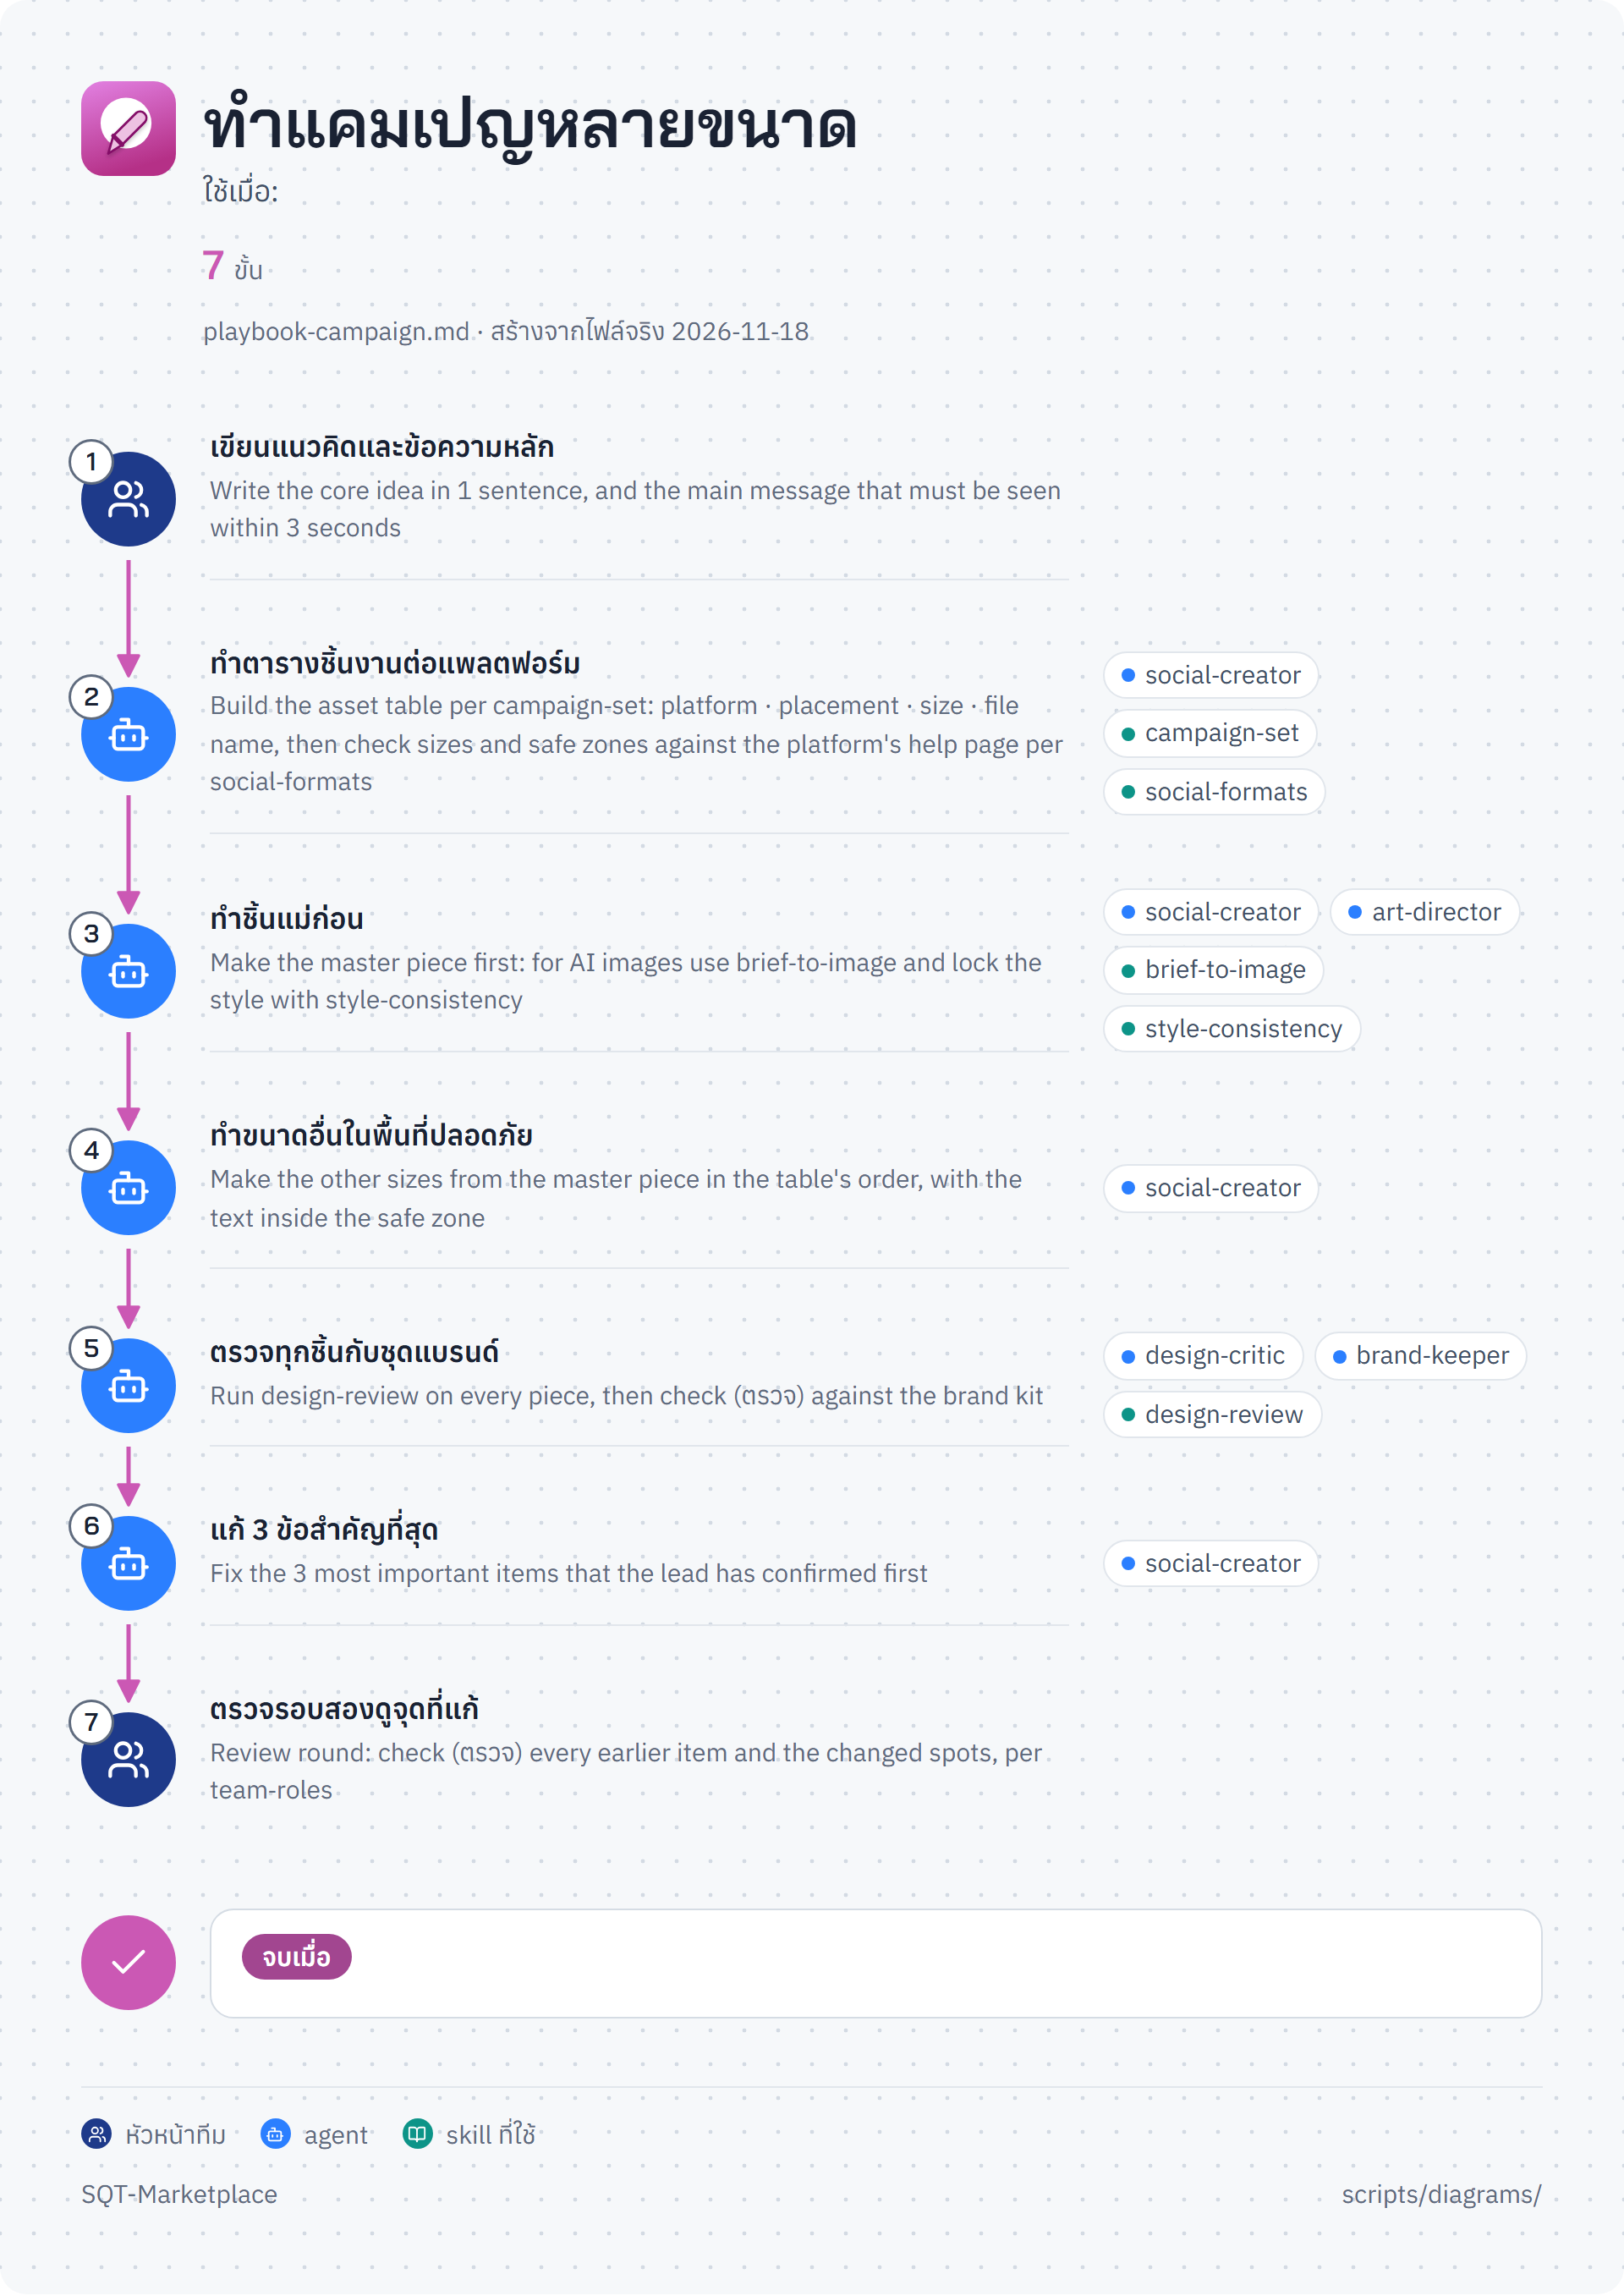 ทำแคมเปญหลายขนาด
ใช้เมื่อ:
7 ขั้น
playbook-campaign.md · สร้างจากไฟล์จริง 2026-11-18
1
เขียนแนวคิดและข้อความหลัก
Write the core idea in 1 sentence, and the main message that must be seen
within 3 seconds
2
ทำตารางชิ้นงานต่อแพลตฟอร์ม
Build the asset table per campaign-set: platform · placement · size · file
name, then check sizes and safe zones against the platform's help page per
social-formats
social-creator
campaign-set
social-formats
3
ทำชิ้นแม่ก่อน
Make the master piece first: for AI images use brief-to-image and lock the
style with style-consistency
social-creator art-director
brief-to-image
style-consistency
4
ทำขนาดอื่นในพื้นที่ปลอดภัย
Make the other sizes from the master piece in the table's order, with the
text inside the safe zone
social-creator
5
ตรวจทุกชิ้นกับชุดแบรนด์
Run design-review on every piece, then check (ตรวจ) against the brand kit
design-critic brand-keeper
design-review
6
แก้ 3 ข้อสำคัญที่สุด
Fix the 3 most important items that the lead has confirmed first
social-creator
7
ตรวจรอบสองดูจุดที่แก้
Review round: check (ตรวจ) every earlier item and the changed spots, per
team-roles
จบเมื่อ
หัวหน้าทีม agent skill ที่ใช้
SQT-Marketplace scripts/diagrams/